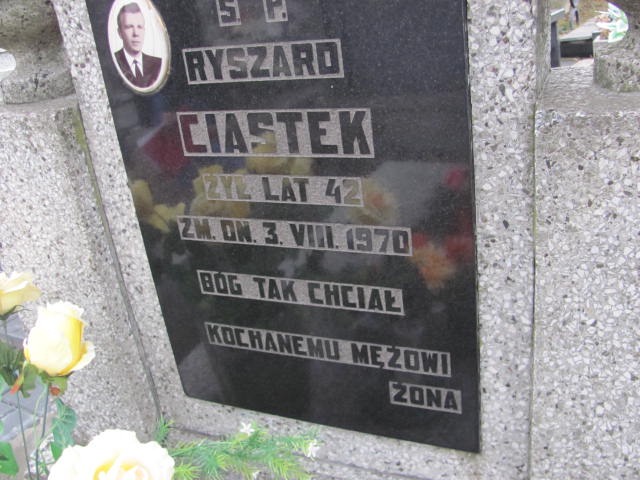 Ś. P.
RYSZARD
CIASTEK
ŻYŁ LAT 42
ZM. DN. 3. VIII. 1970
BÓG TAK CHCIAŁ
KOCHANEMU MĘŻOWI
ŻONA